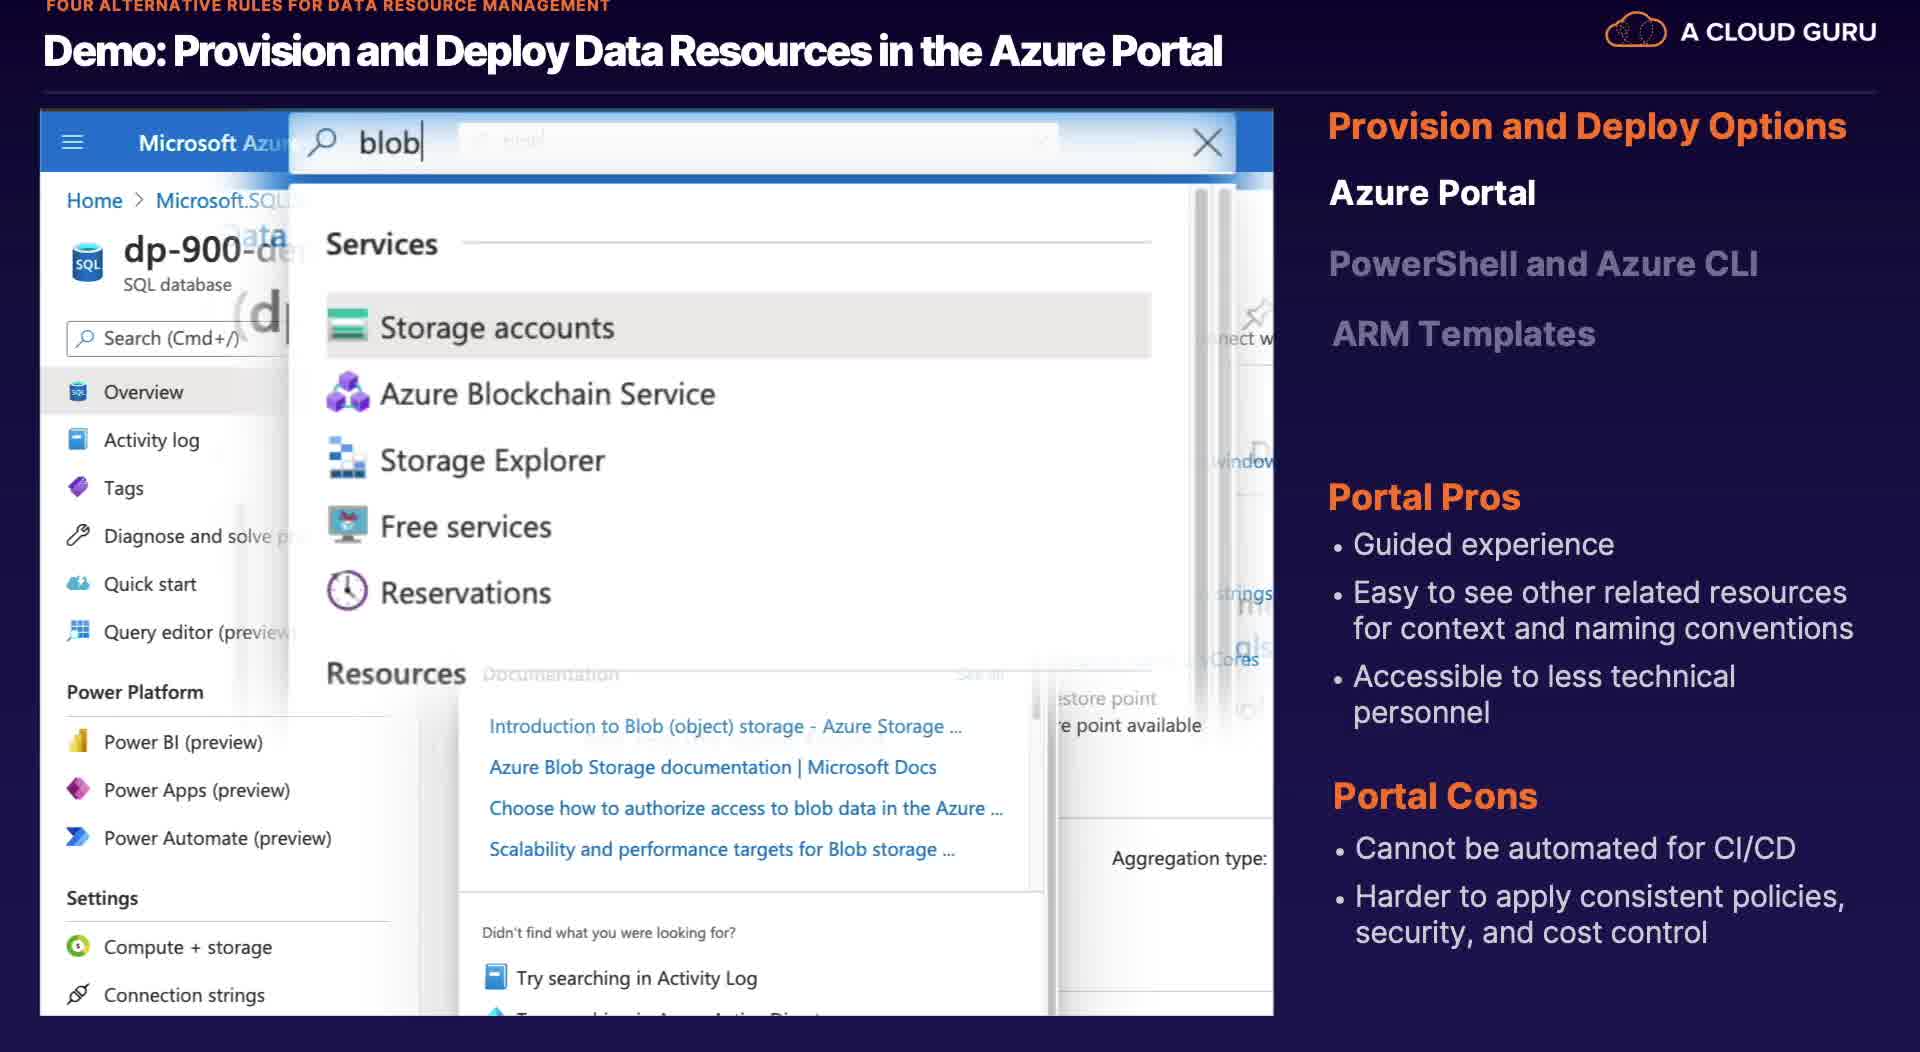 FOUR ALTERNATIVE RULES FOR DATA RESOURCE MANAGEMENT
Demo: Provision and Deploy Data Resources in the Azure Portal
A CLOUD GURU
Microsoft Azu
blob
Home > Microsoft.SQL
dp-900-de
SQL database
Search (Cmd+/)
Overview
Activity log
Tags
Diagnose and solve p
Quick start
Query editor (preview
Power Platform
Power BI (preview)
Power Apps (preview)
Power Automate (preview)
Settings
Compute + storage
Connection strings
Services
Storage accounts
Azure Blockchain Service
Storage Explorer
Free services
Reservations
Resources
Documentation
See all
Introduction to Blob (object) storage - Azure Storage ...
Azure Blob Storage documentation | Microsoft Docs
Choose how to authorize access to blob data in the Azure ...
Scalability and performance targets for Blob storage ...
Didn't find what you were looking for?
Try searching in Activity Log
nect w
window
strings
yCores
estore point
re point available
Aggregation type:
Provision and Deploy Options
Azure Portal
PowerShell and Azure CLI
ARM Templates
Portal Pros
• Guided experience
• Easy to see other related resources
for context and naming conventions
• Accessible to less technical
personnel
Portal Cons
• Cannot be automated for CI/CD
• Harder to apply consistent policies,
security, and cost control